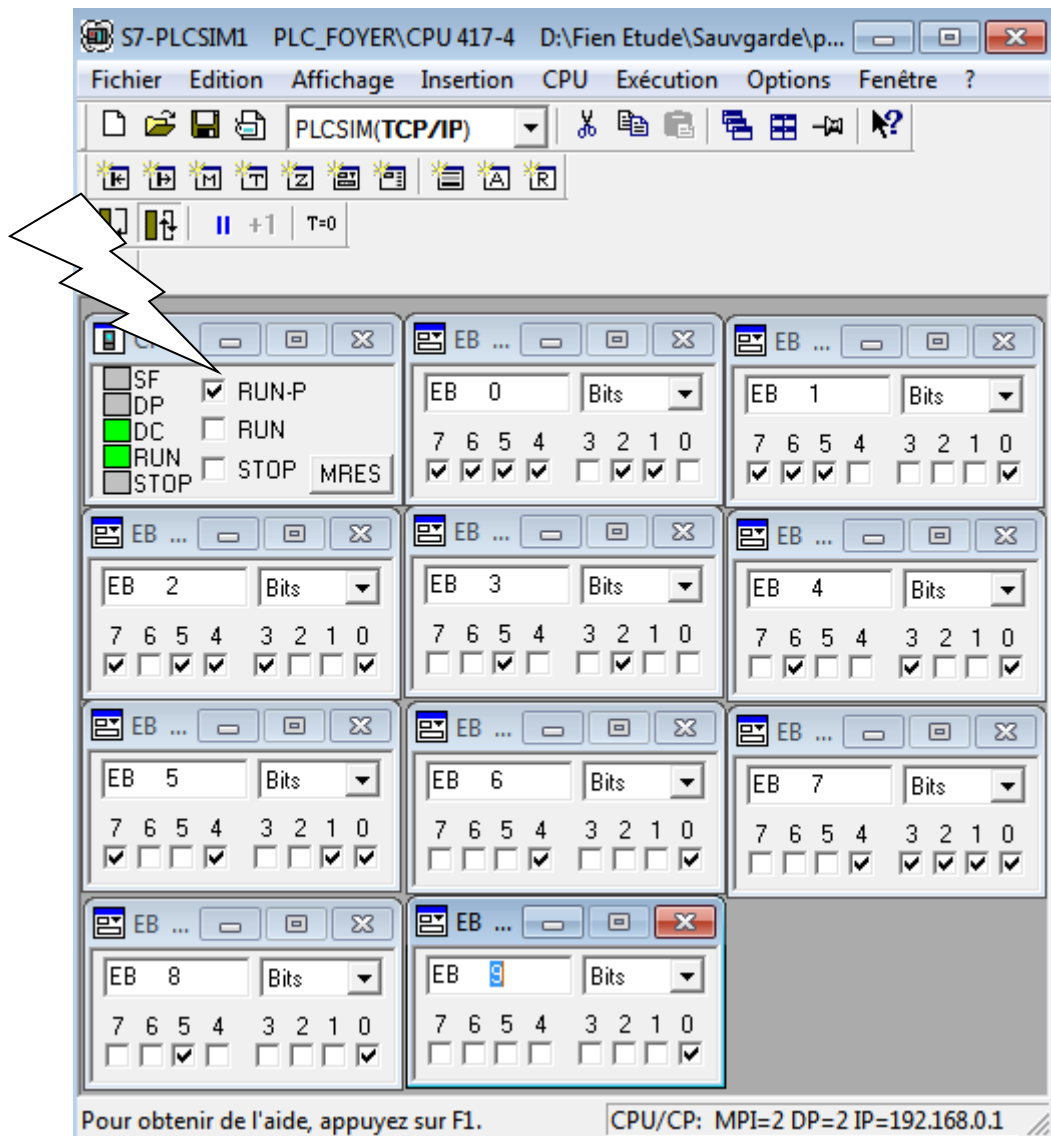 S7-PLCSIM1 PLC_FOYER\CPU 417-4 D:\Fien Etude\Sauvgarde\p...
Fichier Edition Affichage Insertion CPU Exécution Options Fenêtre ?
PLCSIM(TCP/IP)
M T Z A R
+1 T=0
EB ...
EB ...
SF
DP
DC
RUN
STOP
RUN-P
RUN
STOP MRES
EB 0 Bits
7 6 5 4 3 2 1 0
EB 1 Bits
7 6 5 4 3 2 1 0
EB ...
EB ...
EB ...
EB 2 Bits
7 6 5 4 3 2 1 0
EB 3 Bits
7 6 5 4 3 2 1 0
EB 4 Bits
7 6 5 4 3 2 1 0
EB ...
EB ...
EB ...
EB 5 Bits
7 6 5 4 3 2 1 0
EB 6 Bits
7 6 5 4 3 2 1 0
EB 7 Bits
7 6 5 4 3 2 1 0
EB ...
EB ...
EB 8 Bits
7 6 5 4 3 2 1 0
EB 9 Bits
7 6 5 4 3 2 1 0
Pour obtenir de l'aide, appuyez sur F1.
CPU/CP: MPI=2 DP=2 IP=192.168.0.1